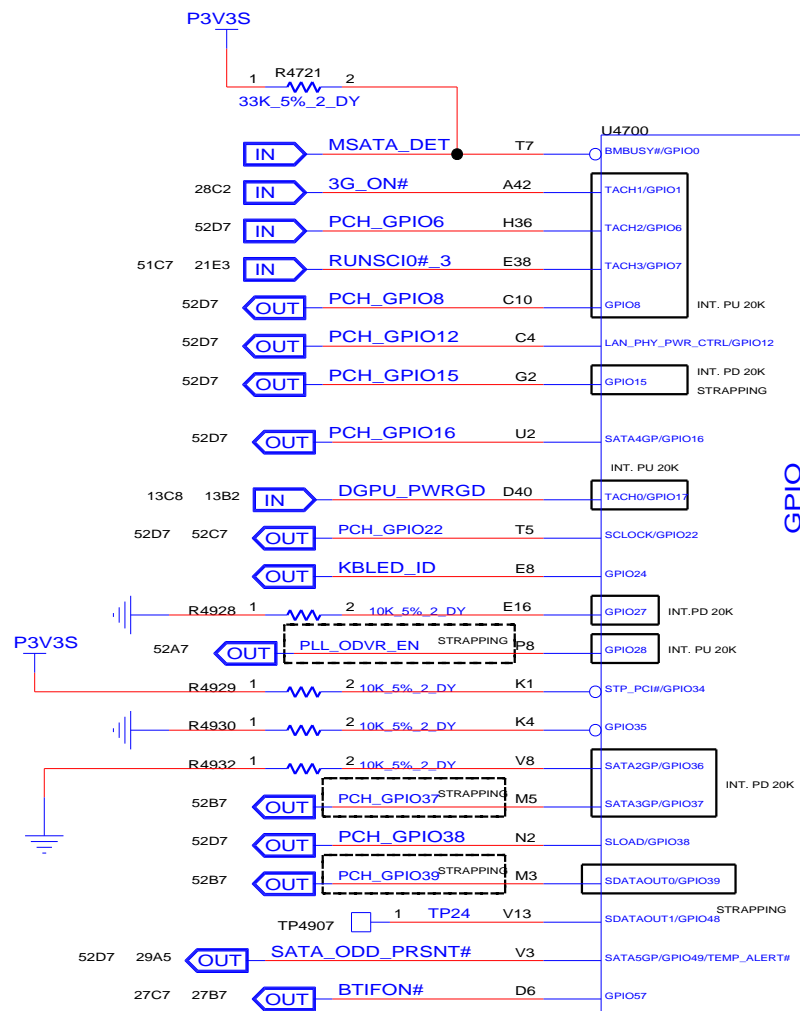 P3V3S
1 R4721 2
33K_5%_2_DY
U4700
IN MSATA_DET T7 BMBUSY#/GPIO0
28C2 IN 3G_ON# A42 TACH1/GPIO1
52D7 IN PCH_GPIO6 H36 TACH2/GPIO6
51C7 21E3 IN RUNSCI0#_3 E38 TACH3/GPIO7
52D7 OUT PCH_GPIO8 C10 GPIO8 INT. PU 20K
52D7 OUT PCH_GPIO12 C4 LAN_PHY_PWR_CTRL/GPIO12
52D7 OUT PCH_GPIO15 G2 GPIO15 INT. PD 20K
STRAPPING
52D7 OUT PCH_GPIO16 U2 SATA4GP/GPIO16
INT. PU 20K
GPIO
13C8 13B2 IN DGPU_PWRGD D40 TACH0/GPIO17
52D7 52C7 OUT PCH_GPIO22 T5 SCLOCK/GPIO22
OUT KBLED_ID E8 GPIO24
R4928 1 2 10K_5%_2_DY E16 GPIO27 INT.PD 20K
P3V3S
52A7 OUT PLL_ODVR_EN STRAPPING P8 GPIO28 INT. PU 20K
R4929 1 2 10K_5%_2_DY K1 STP_PCI#/GPIO34
R4930 1 2 10K_5%_2_DY K4 GPIO35
R4932 1 2 10K_5%_2_DY V8 SATA2GP/GPIO36
INT. PD 20K
52B7 OUT PCH_GPIO37 STRAPPING M5 SATA3GP/GPIO37
52D7 OUT PCH_GPIO38 N2 SLOAD/GPIO38
52B7 OUT PCH_GPIO39 STRAPPING M3 SDATAOUT0/GPIO39
STRAPPING
TP4907 1 TP24 V13 SDATAOUT1/GPIO48
52D7 29A5 OUT SATA_ODD_PRSNT# V3 SATA5GP/GPIO49/TEMP_ALERT#
27C7 27B7 OUT BTIFON# D6 GPIO57